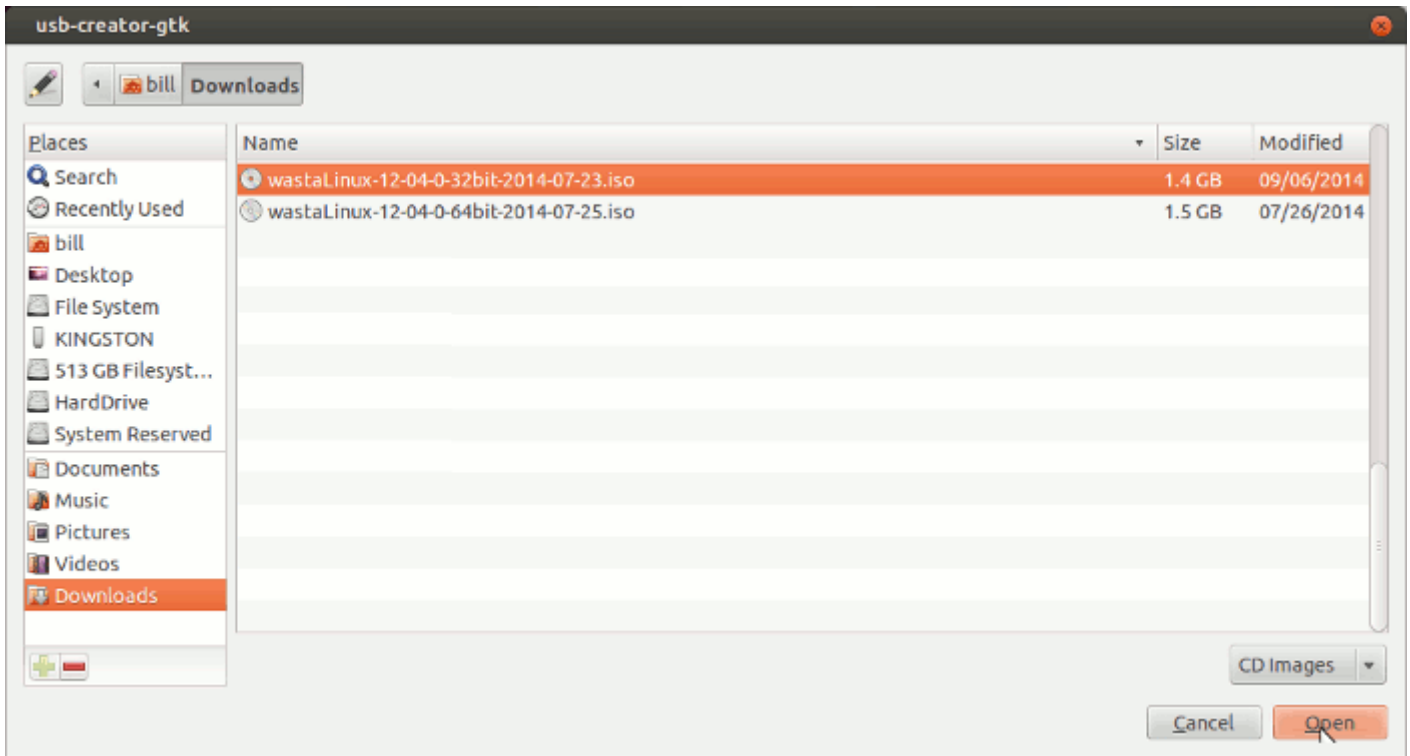 usb-creator-gtk
bill Downloads
Places
Search
Recently Used
bill
Desktop
File System
KINGSTON
513 GB Filesyst...
HardDrive
System Reserved
Documents
Music
Pictures
Videos
Downloads
Name Size Modified
wastaLinux-12-04-0-32bit-2014-07-23.iso 1.4 GB 09/06/2014
wastaLinux-12-04-0-64bit-2014-07-25.iso 1.5 GB 07/26/2014
CD Images
Cancel Open